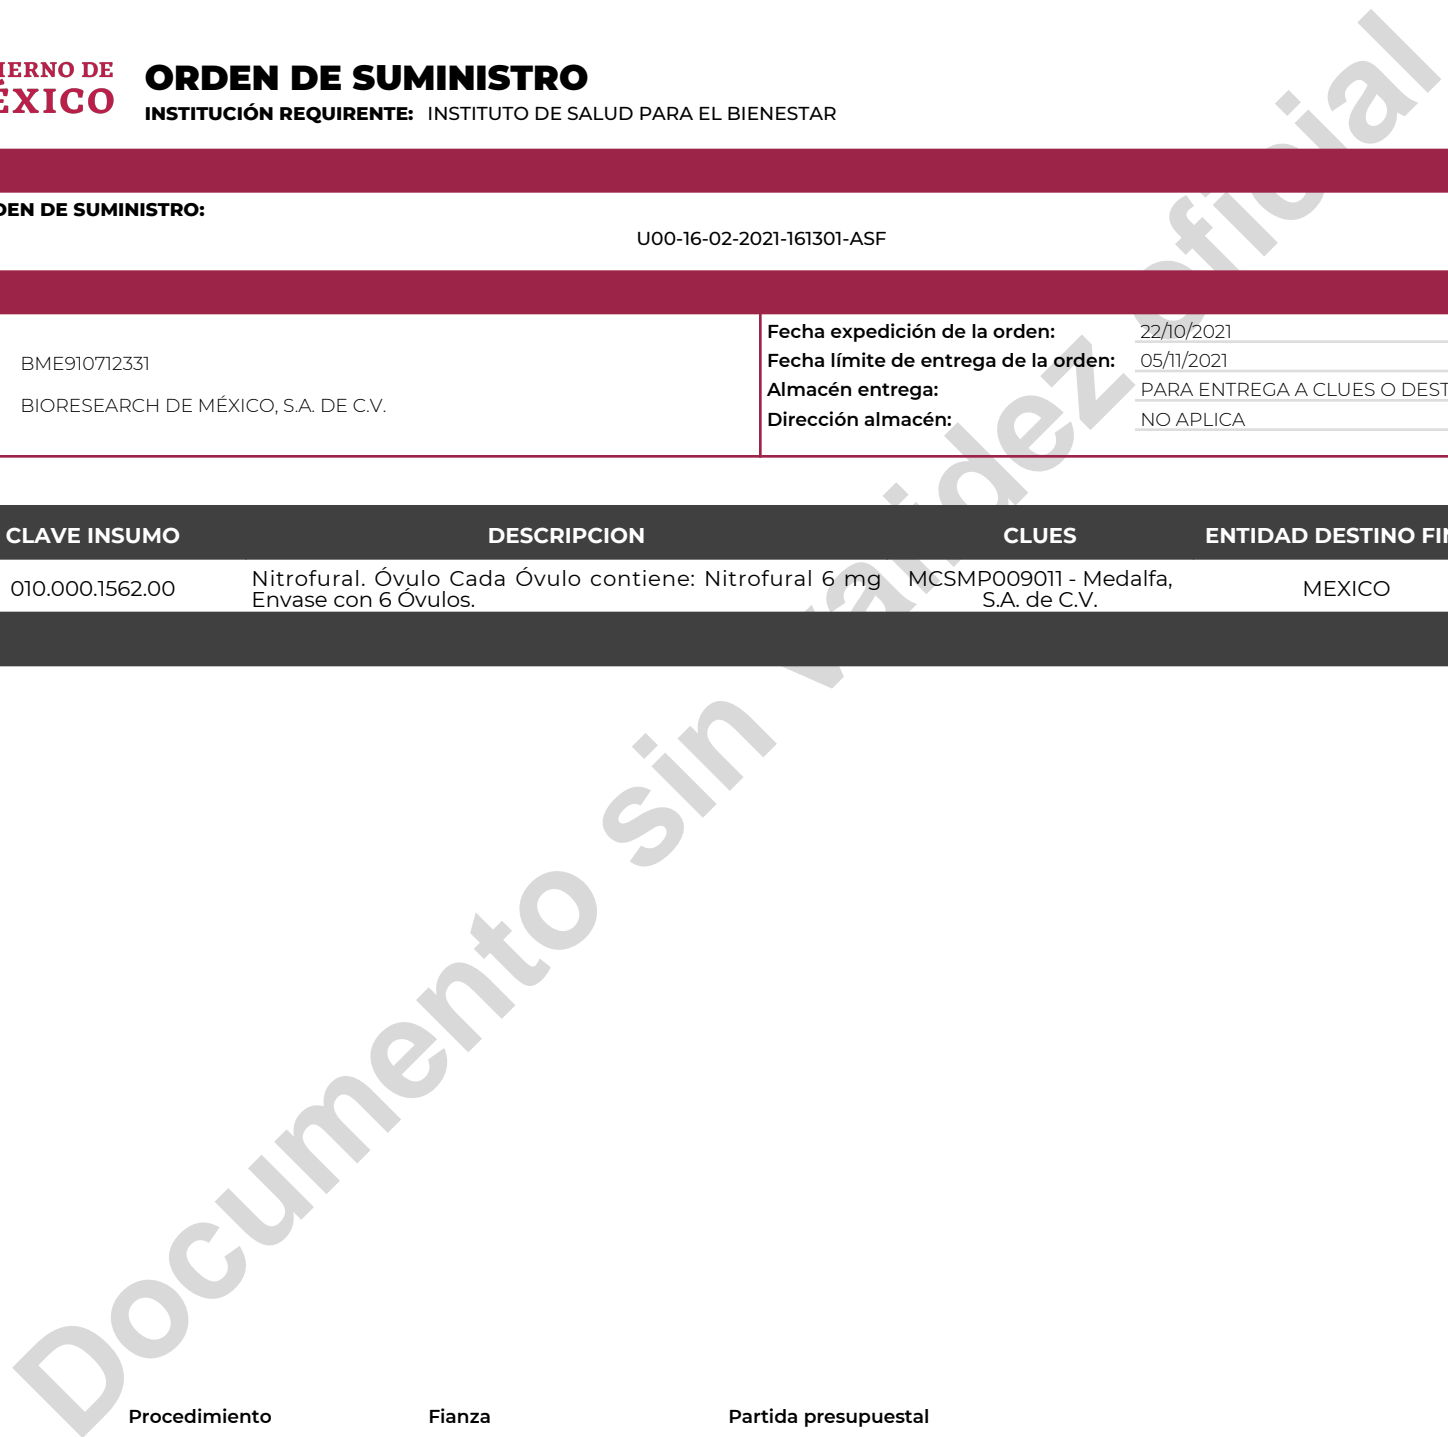 IERNO DE
ÉXICO
ORDEN DE SUMINISTRO
INSTITUCIÓN REQUIRENTE: INSTITUTO DE SALUD PARA EL BIENESTAR
DEN DE SUMINISTRO:
U00-16-02-2021-161301-ASF
BME910712331
BIORESEARCH DE MÉXICO, S.A. DE C.V.
Fecha expedición de la orden: 22/10/2021
Fecha límite de entrega de la orden: 05/11/2021
Almacén entrega: PARA ENTREGA A CLUES O DEST
Dirección almacén: NO APLICA
CLAVE INSUMO DESCRIPCION CLUES ENTIDAD DESTINO FIN
010.000.1562.00 Nitrofural. Óvulo Cada Óvulo contiene: Nitrofural 6 mg MCSMP009011 - Medalfa, MEXICO
Envase con 6 Óvulos. S.A. de C.V.
Documento sin validez oficial
Procedimiento Fianza Partida presupuestal